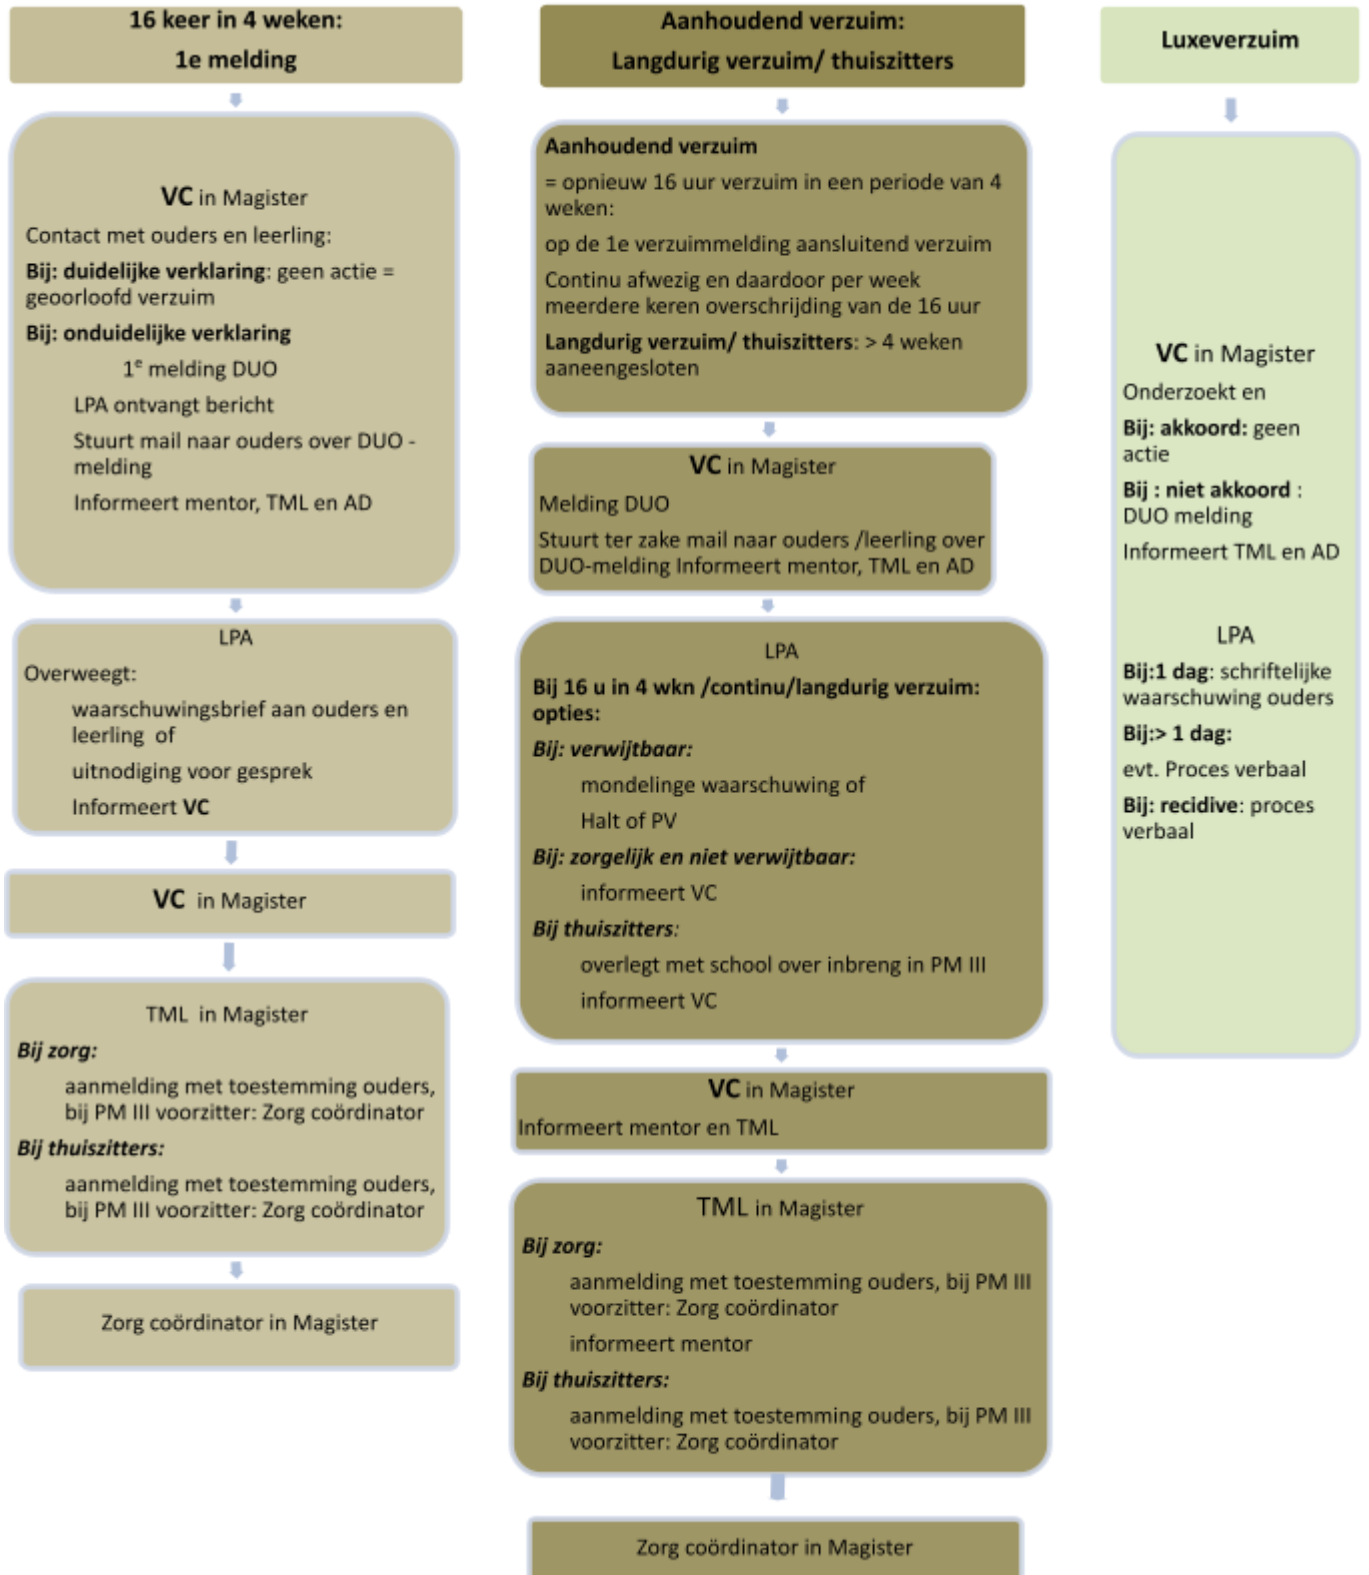 16 keer in 4 weken:
1e melding
VC in Magister
Contact met ouders en leerling:
Bij: duidelijke verklaring: geen actie =
geoorloofd verzuim
Bij: onduidelijke verklaring
1e melding DUO
LPA ontvangt bericht
Stuurt mail naar ouders over DUO -
melding
Informeert mentor, TML en AD
LPA
Overweegt:
waarschuwingsbrief aan ouders en
leerling of
uitnodiging voor gesprek
Informeert VC
VC in Magister
TML in Magister
Bij zorg:
aanmelding met toestemming ouders,
bij PM III voorzitter: Zorg coördinator
Bij thuiszitters:
aanmelding met toestemming ouders,
bij PM III voorzitter: Zorg coördinator
Zorg coördinator in Magister
Aanhoudend verzuim:
Langdurig verzuim/ thuiszitters
Aanhoudend verzuim
= opnieuw 16 uur verzuim in een periode van 4
weken:
op de 1e verzuimmelding aansluitend verzuim
Continu afwezig en daardoor per week
meerdere keren overschrijding van de 16 uur
Langdurig verzuim/ thuiszitters: > 4 weken
aaneengesloten
VC in Magister
Melding DUO
Stuurt ter zake mail naar ouders /leerling over
DUO-melding Informeert mentor, TML en AD
LPA
Bij 16 u in 4 wkn /continu/langdurig verzuim:
opties:
Bij: verwijtbaar:
mondelinge waarschuwing of
Halt of PV
Bij: zorgelijk en niet verwijtbaar:
informeert VC
Bij thuiszitters:
overlegt met school over inbreng in PM III
informeert VC
VC in Magister
Informeert mentor en TML
TML in Magister
Bij zorg:
aanmelding met toestemming ouders, bij PM III
voorzitter: Zorg coördinator
informeert mentor
Bij thuiszitters:
aanmelding met toestemming ouders, bij PM III
voorzitter: Zorg coördinator
Zorg coördinator in Magister
Luxeverzuim
VC in Magister
Onderzoekt en
Bij: akkoord: geen
actie
Bij : niet akkoord :
DUO melding
Informeert TML en AD
LPA
Bij:1 dag: schriftelijke
waarschuwing ouders
Bij:> 1 dag:
evt. Proces verbaal
Bij: recidive: proces
verbaal